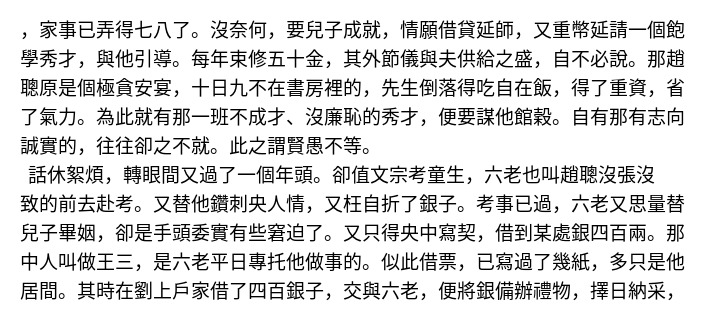 ，家事已弄得七八了。沒奈何，要兒子成就，情願借貸延師，又重幣延請一個飽
學秀才，與他引導。每年束修五十金，其外節儀與夫供給之盛，自不必說。那趙
聰原是個極貪安宴，十日九不在書房裡的，先生倒落得吃自在飯，得了重資，省
了氣力。為此就有那一班不成才、沒廉恥的秀才，便要謀他館穀。自有那有志向
誠實的，往往卻之不就。此之謂賢愚不等。
話休絮煩，轉眼間又過了一個年頭。卻值文宗考童生，六老也叫趙聰沒張沒
致的前去赴考。又替他鑽刺央人情，又枉自折了銀子。考事已過，六老又思量替
兒子畢姻，卻是手頭委實有些窘迫了。又只得央中寫契，借到某處銀四百兩。那
中人叫做王三，是六老平日專托他做事的。似此借票，已寫過了幾紙，多只是他
居間。其時在劉上戶家借了四百銀子，交與六老，便將銀備辦禮物，擇日納采，